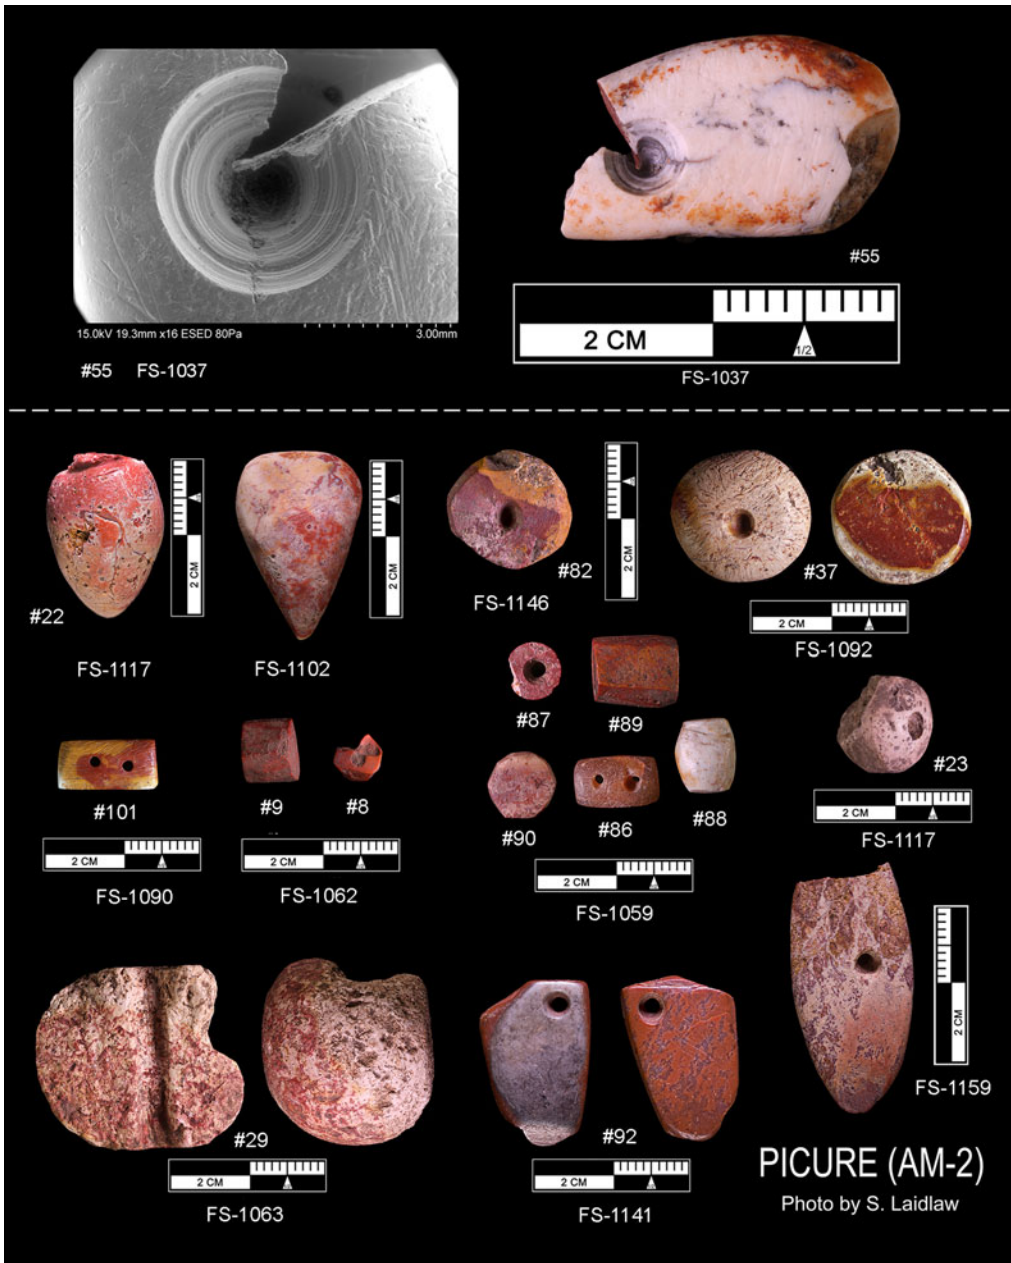 15.0kV 19.3mm x16 ESED 80Pa 3.00mm
#55 FS-1037
#55
2 CM
1/2
FS-1037
#22
2 CM
FS-1117
2 CM
FS-1102
#82
2 CM
FS-1146
#37
2 CM
FS-1092
#87
#89
#90
#86
#88
2 CM
FS-1059
#23
2 CM
FS-1117
#101
2 CM
FS-1090
#9
#8
2 CM
FS-1062
2 CM
FS-1159
#29
2 CM
FS-1063
#92
2 CM
FS-1141
PICURE (AM-2)
Photo by S. Laidlaw